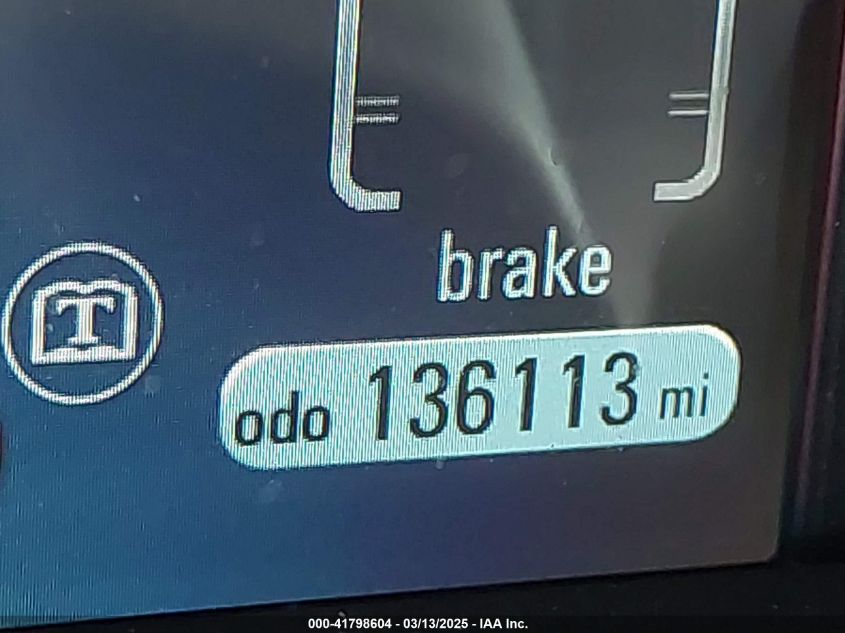 brake
T
odo 136113 mi
000-41798604 - 03/13/2025 - IAA Inc.